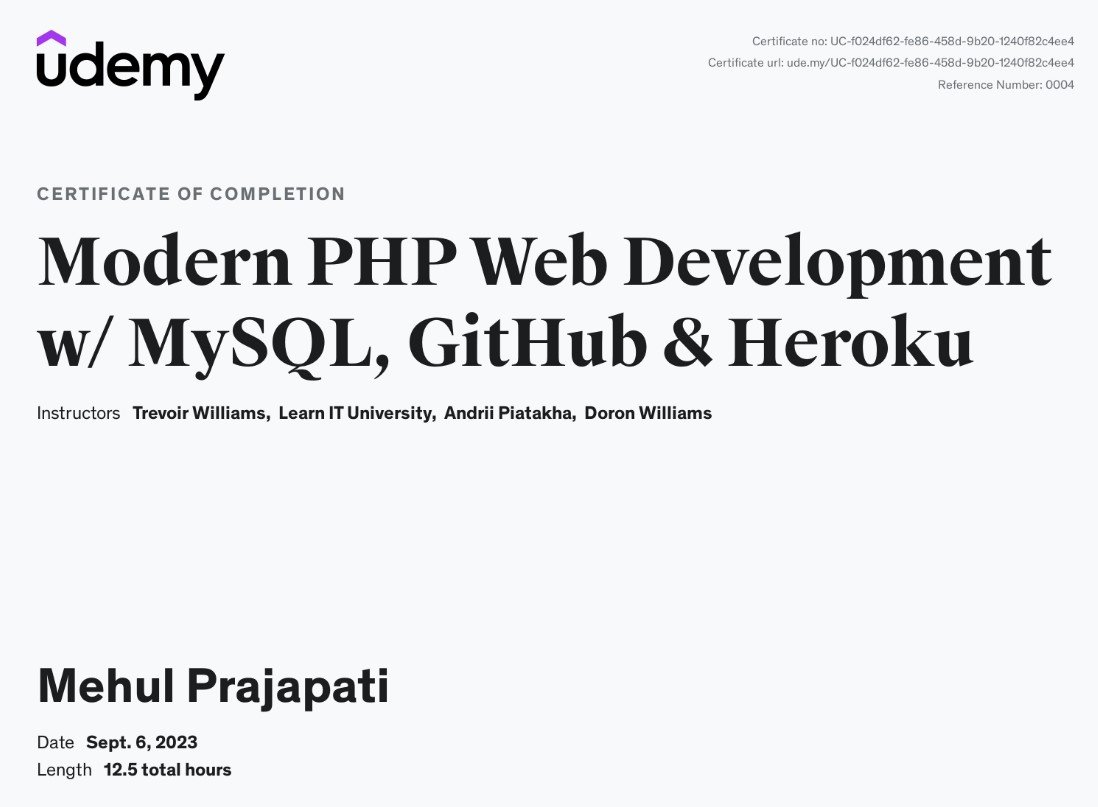 udemy
Certificate no: UC-f024df62-fe86-458d-9b20-1240f82c4ee4
Certificate url: ude.my/UC-f024df62-fe86-458d-9b20-1240f82c4ee4
Reference Number: 0004
CERTIFICATE OF COMPLETION
Modern PHP Web Development
w/ MySQL, GitHub & Heroku
Instructors Trevoir Williams, Learn IT University, Andrii Piatakha, Doron Williams
Mehul Prajapati
Date Sept. 6, 2023
Length 12.5 total hours